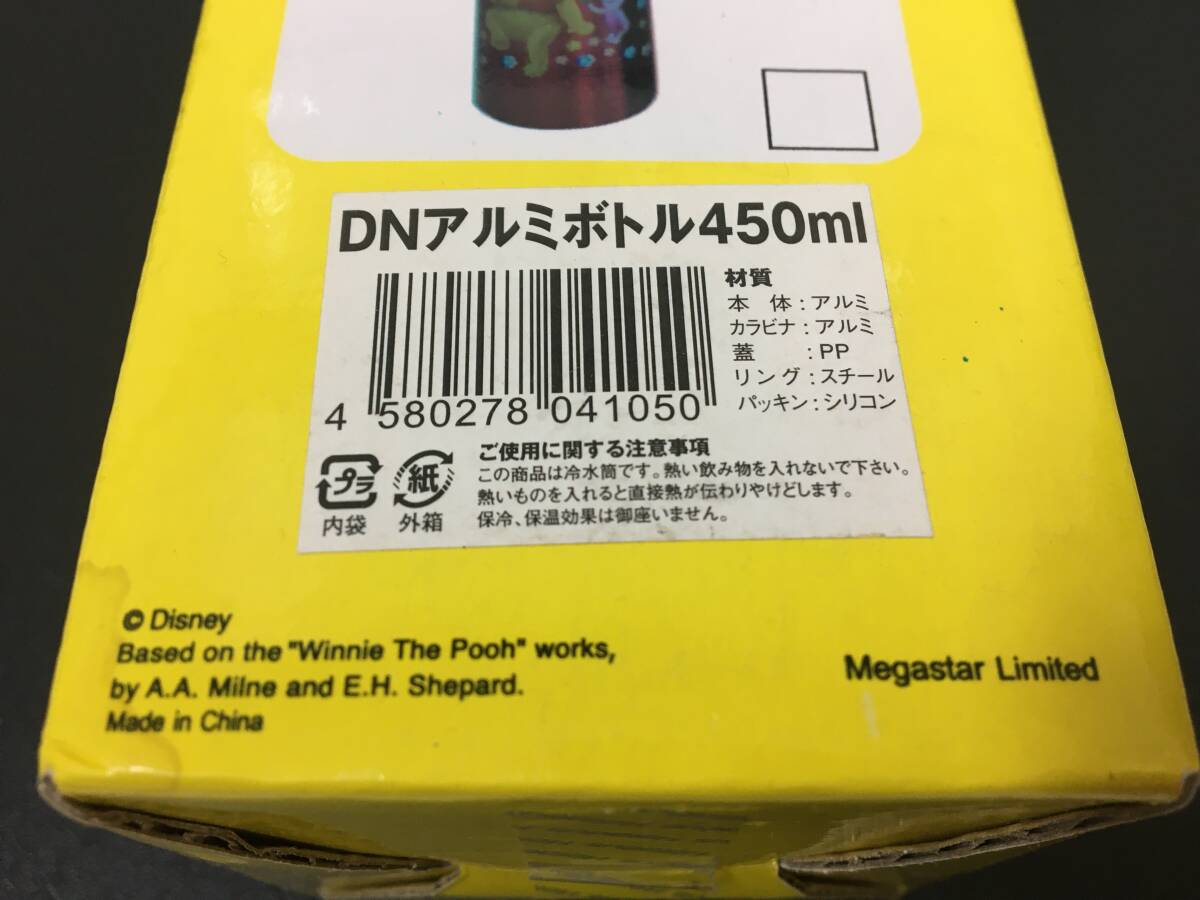 DNアルミボトル450ml
材質
本 体:アルミ
カラビナ:アルミ
蓋 :PP
リング:スチール
パッキン:シリコン
4 580278 041050
プラ
内袋
紙
外箱
ご使用に関する注意事項
この商品は冷水筒です。熱い飲み物を入れないで下さい。
熱いものを入れると直接熱が伝わりやけどします。
保冷、保温効果は御座いません。
© Disney
Based on the "Winnie The Pooh" works,
by A.A. Milne and E.H. Shepard.
Made in China
Megastar Limited